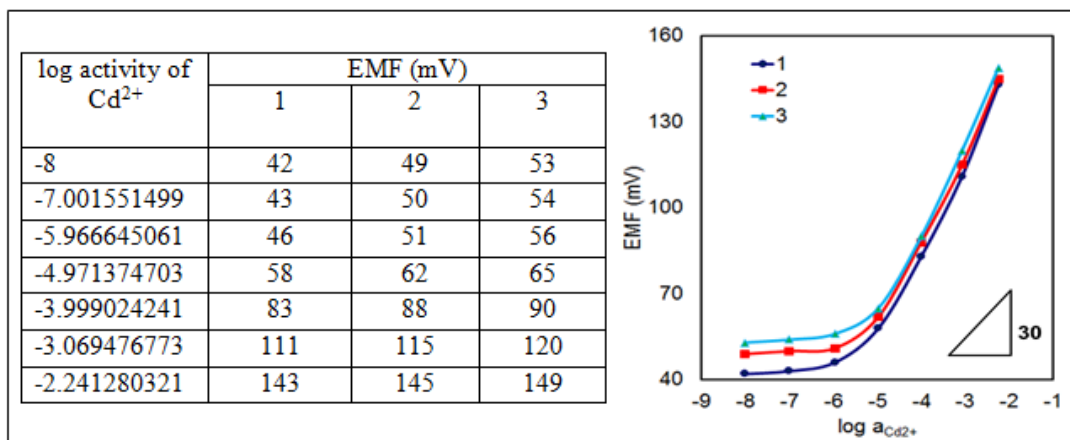 log activity of Cd²⁺ EMF (mV)
1 2 3
-8 42 49 53
-7.001551499 43 50 54
-5.966645061 46 51 56
-4.971374703 58 62 65
-3.999024241 83 88 90
-3.069476773 111 115 120
-2.241280321 143 145 149
160
130
100
70
40
EMF (mV)
1
2
3
30
-9 -8 -7 -6 -5 -4 -3 -2 -1
log a Cd2+